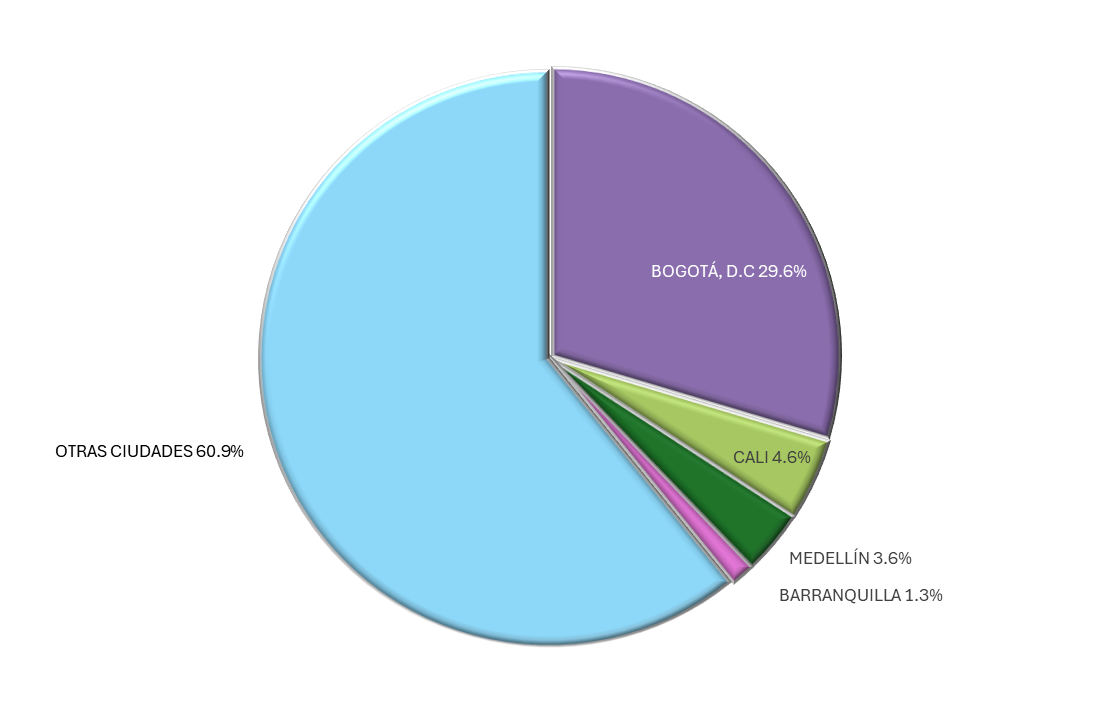 BOGOTÁ, D.C 29.6%
OTRAS CIUDADES 60.9%
CALI 4.6%
MEDELLÍN 3.6%
BARRANQUILLA 1.3%